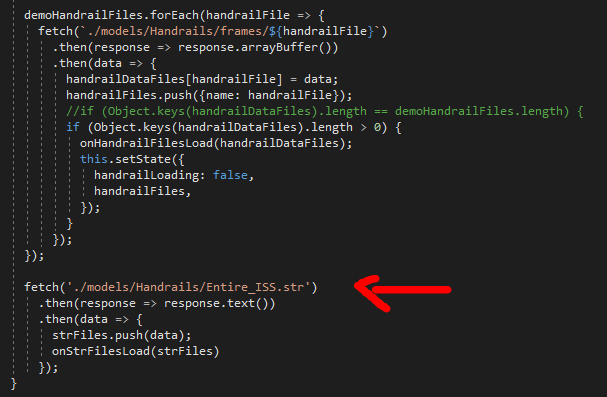 demoHandrailFiles.forEach(handrailFile => {
fetch(`./models/Handrails/frames/${handrailFile}`)
.then(response => response.arrayBuffer())
.then(data => {
handrailDataFiles[handrailFile] = data;
handrailFiles.push({name: handrailFile});
//if (Object.keys(handrailDataFiles).length == demoHandrailFiles.length) {
if (Object.keys(handrailDataFiles).length > 0) {
onHandrailFilesLoad(handrailDataFiles);
this.setState({
handrailLoading: false,
handrailFiles,
});
}
});
});
fetch('./models/Handrails/Entire_ISS.str')
.then(response => response.text())
.then(data => {
strFiles.push(data);
onStrFilesLoad(strFiles)
});
}